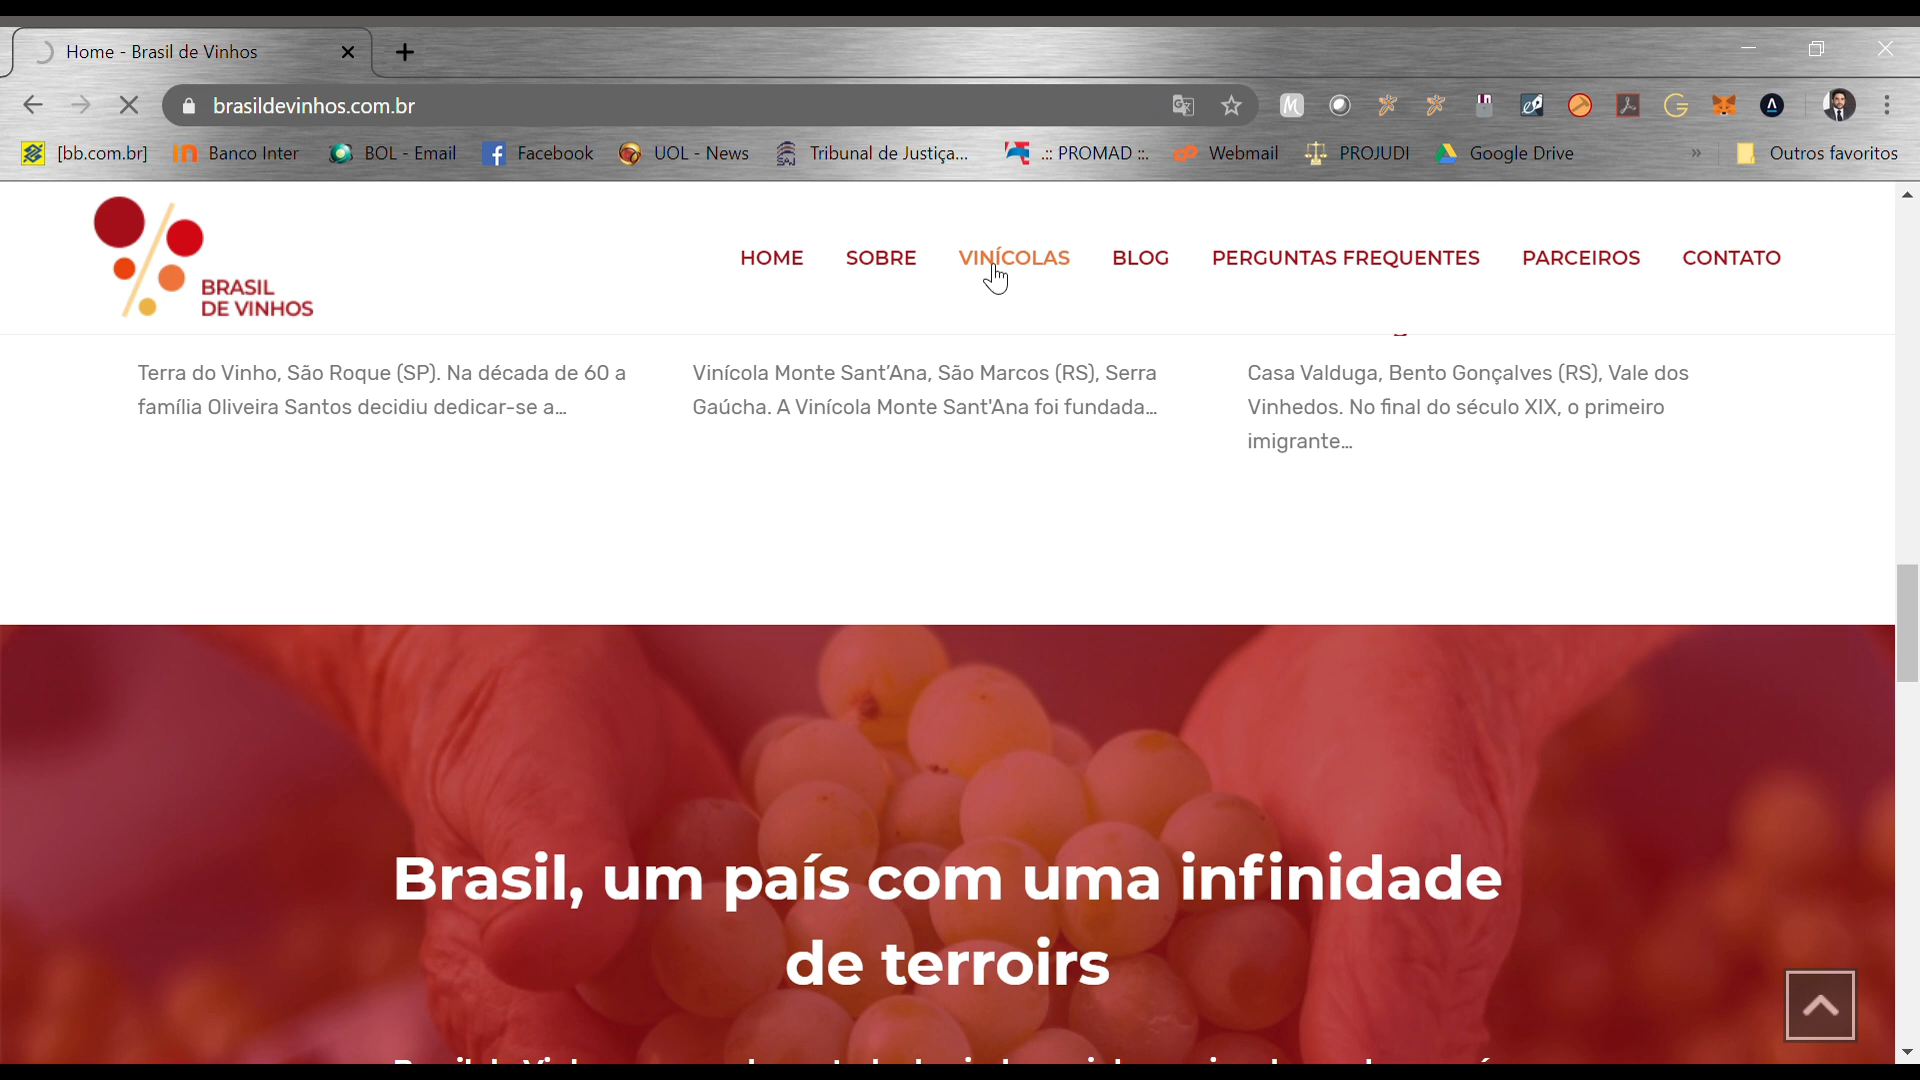 Home - Brasil de Vinhos
brasildevinhos.com.br
[bb.com.br] Banco Inter BOL - Email Facebook UOL - News Tribunal de Justiça... .:: PROMAD ::. Webmail PROJUDI Google Drive » Outros favoritos
BRASIL
DE VINHOS
HOME SOBRE VINÍCOLAS BLOG PERGUNTAS FREQUENTES PARCEIROS CONTATO
Terra do Vinho, São Roque (SP). Na década de 60 a
família Oliveira Santos decidiu dedicar-se a...
Vinícola Monte Sant’Ana, São Marcos (RS), Serra
Gaúcha. A Vinícola Monte Sant'Ana foi fundada...
Casa Valduga, Bento Gonçalves (RS), Vale dos
Vinhedos. No final do século XIX, o primeiro
imigrante...
Brasil, um país com uma infinidade
de terroirs